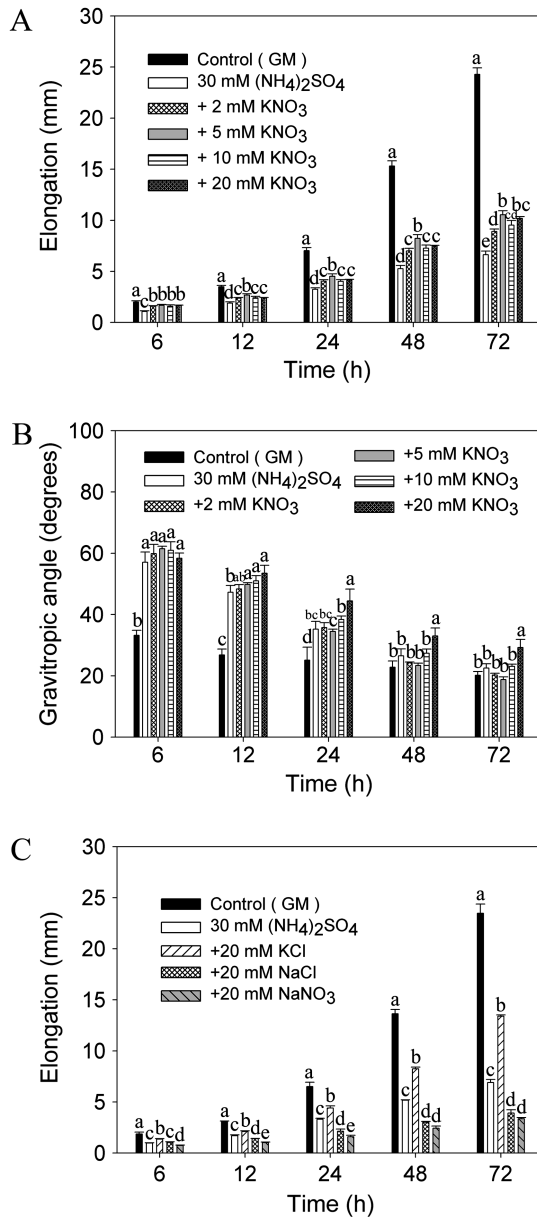 A
30
25
20
15
10
5
0
Elongation (mm)
Control ( GM )
30 mM (NH4)2SO4
+ 2 mM KNO3
+ 5 mM KNO3
+ 10 mM KNO3
+ 20 mM KNO3
a c b b b b
a d c b c c
a d c b c c
a d c b c c
a e d b cd bc
6 12 24 48 72
Time (h)
B
100
80
60
40
20
0
Gravitropic angle (degrees)
Control ( GM )
30 mM (NH4)2SO4
+2 mM KNO3
+5 mM KNO3
+10 mM KNO3
+20 mM KNO3
b a a a a a
c b ab a a a
d bc bc c b a
b b b b b a
b b b b b a
6 12 24 48 72
Time (h)
C
30
25
20
15
10
5
0
Elongation (mm)
Control ( GM )
30 mM (NH4)2SO4
+20 mM KCl
+20 mM NaCl
+20 mM NaNO3
a c b c d
a c b d e
a c b d e
a c b d d
a c b d d
6 12 24 48 72
Time (h)